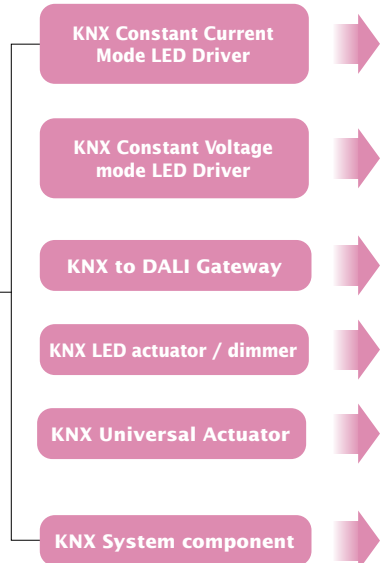 KNX Constant Current
Mode LED Driver
KNX Constant Voltage
mode LED Driver
KNX to DALI Gateway
KNX LED actuator / dimmer
KNX Universal Actuator
KNX System component